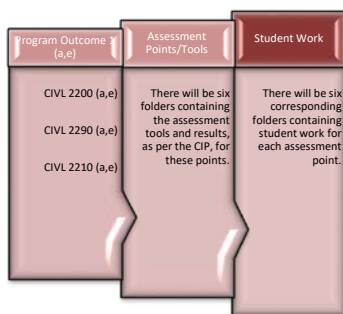 Program Outcome 1
(a,e)
CIVL 2200 (a,e)
CIVL 2290 (a,e)
CIVL 2210 (a,e)
Assessment
Points/Tools
There will be six
folders containing
the assessment
tools and results,
as per the CIP, for
these points.
Student Work
There will be six
corresponding
folders containing
student work for
each assessment
point.